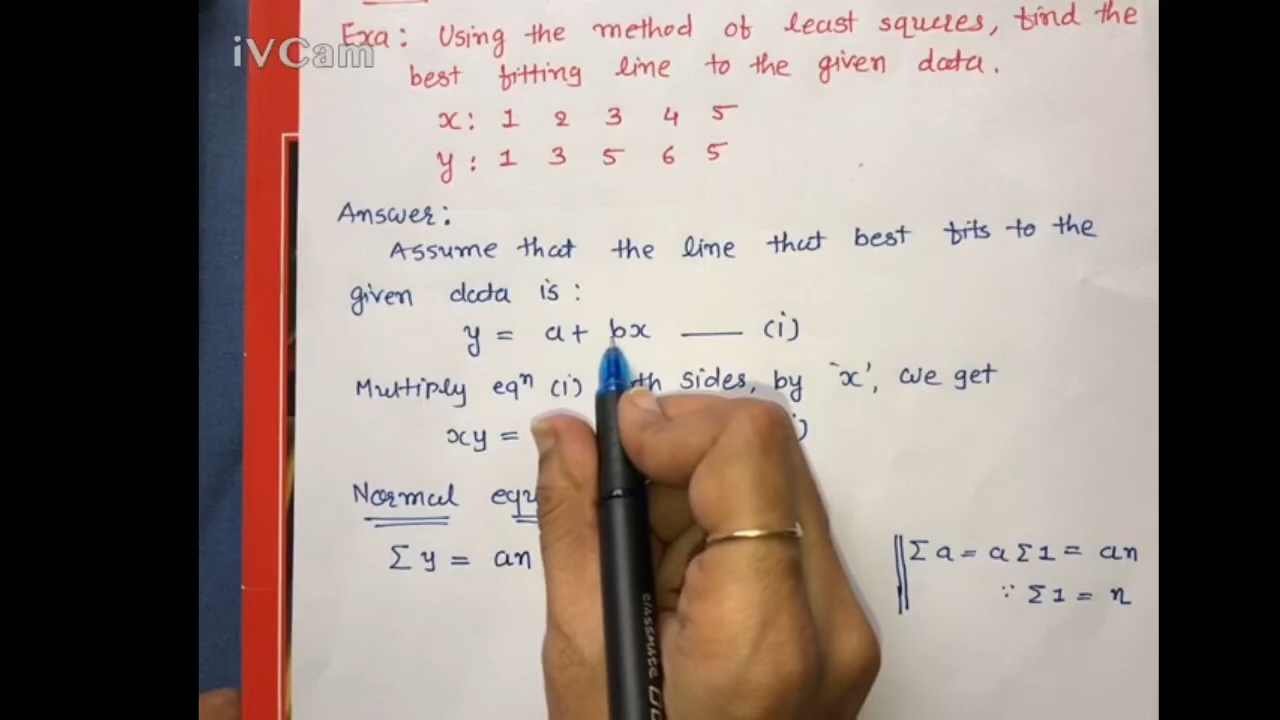 iVCam
Exa: Using the method of least squeres, find the
best fitting line to the given data.
x: 1 2 3 4 5
y: 1 3 5 6 5
Answer:
Assume that the line that best fits to the
given data is:
y = a + bx —— (i)
Multiply eqⁿ (i) sides, by 'x', we get
xy =
Normal
Σy = an
Σa = aΣ1 = an
∵ Σ1 = n
classmate